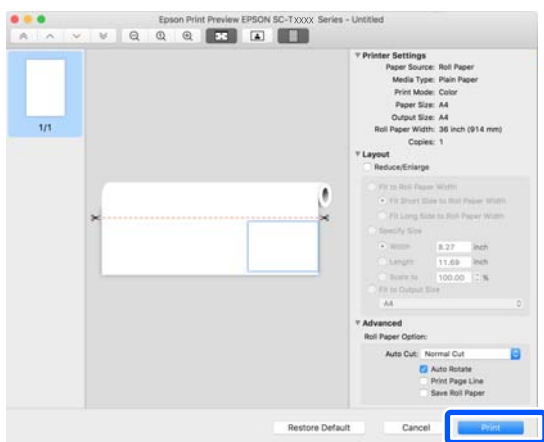 Epson Print Preview EPSON SC-TXXXX Series - Untitled
1/1
Printer Settings
Paper Source: Roll Paper
Media Type: Plain Paper
Print Mode: Color
Paper Size: A4
Output Size: A4
Roll Paper Width: 36 inch (914 mm)
Copies: 1
Layout
Reduce/Enlarge
Fit to Roll Paper Width
Fit Short Side to Roll Paper Width
Fit Long Side to Roll Paper Width
Specify Size
Width 8.27 inch
Length 11.69 inch
Scale to 100.00 %
Fit to Output Size
A4
Advanced
Roll Paper Option:
Auto Cut: Normal Cut
Auto Rotate
Print Page Line
Save Roll Paper
Restore Default Cancel Print